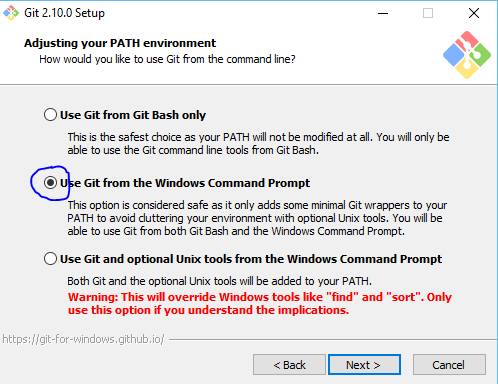 Git 2.10.0 Setup
Adjusting your PATH environment
How would you like to use Git from the command line?
Use Git from Git Bash only
This is the safest choice as your PATH will not be modified at all. You will only be
able to use the Git command line tools from Git Bash.
Use Git from the Windows Command Prompt
This option is considered safe as it only adds some minimal Git wrappers to your
PATH to avoid cluttering your environment with optional Unix tools. You will be
able to use Git from both Git Bash and the Windows Command Prompt.
Use Git and optional Unix tools from the Windows Command Prompt
Both Git and the optional Unix tools will be added to your PATH.
Warning: This will override Windows tools like "find" and "sort". Only
use this option if you understand the implications.
https://git-for-windows.github.io/
< Back Next > Cancel